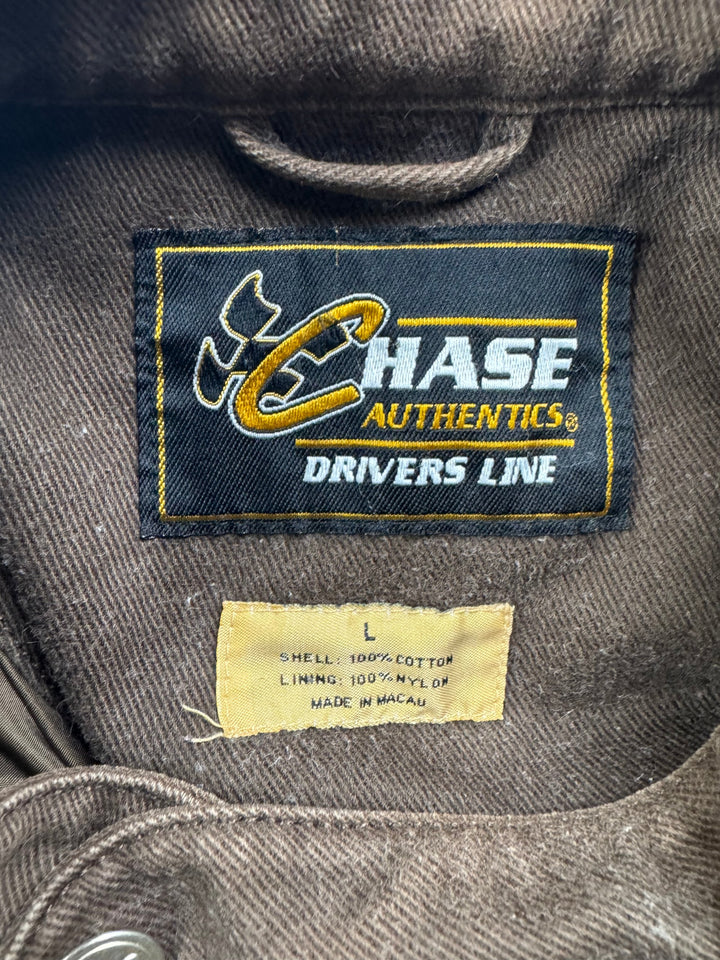 CHASE
AUTHENTICS®
DRIVERS LINE
L
SHELL: 100% COTTON
LINING: 100% NYLON
MADE IN MACAU